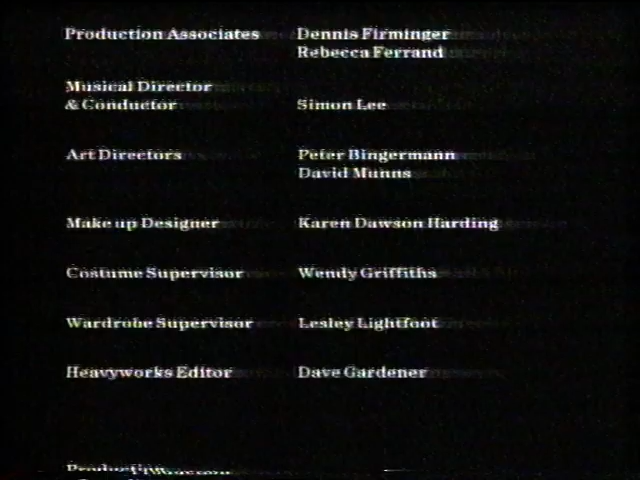 Production Associates Dennis Firminger
Rebecca Ferrand
Musical Director
& Conductor Simon Lee
Art Directors Peter Bingermann
David Munns
Make up Designer Karen Dawson Harding
Costume Supervisor Wendy Griffiths
Wardrobe Supervisor Lesley Lightfoot
Heavyworks Editor Dave Gardener
Production